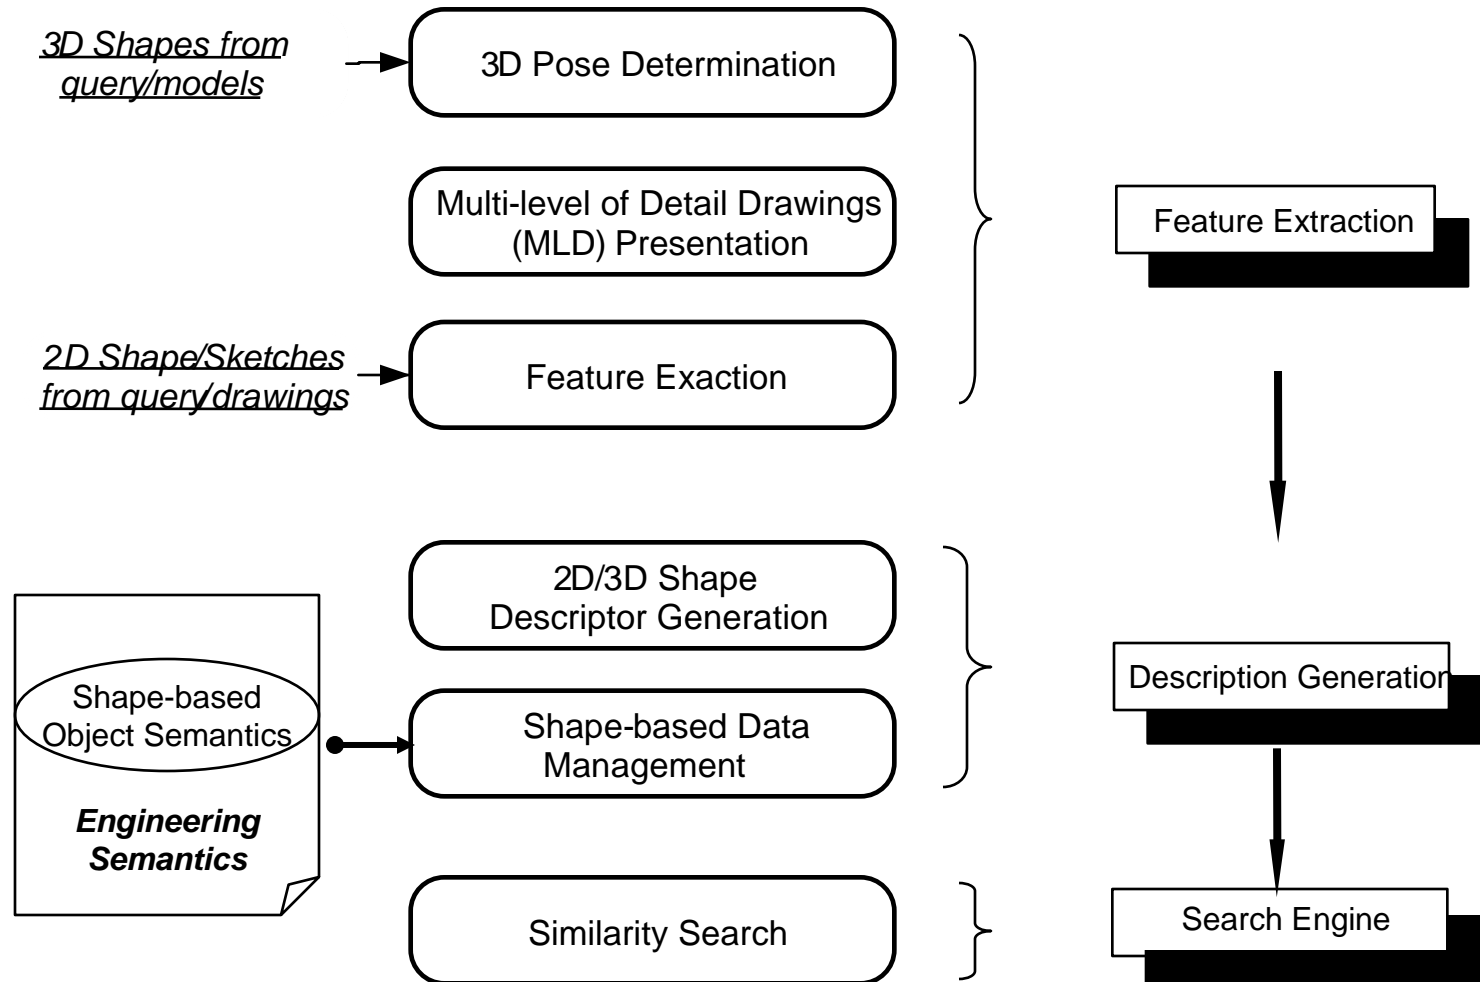 3D Shapes from
query/models
3D Pose Determination
Multi-level of Detail Drawings
(MLD) Presentation
Feature Extraction
2D Shape/Sketches
from query/drawings
Feature Exaction
2D/3D Shape
Descriptor Generation
Shape-based
Object Semantics
Description Generation
Shape-based Data
Management
Engineering
Semantics
Similarity Search
Search Engine